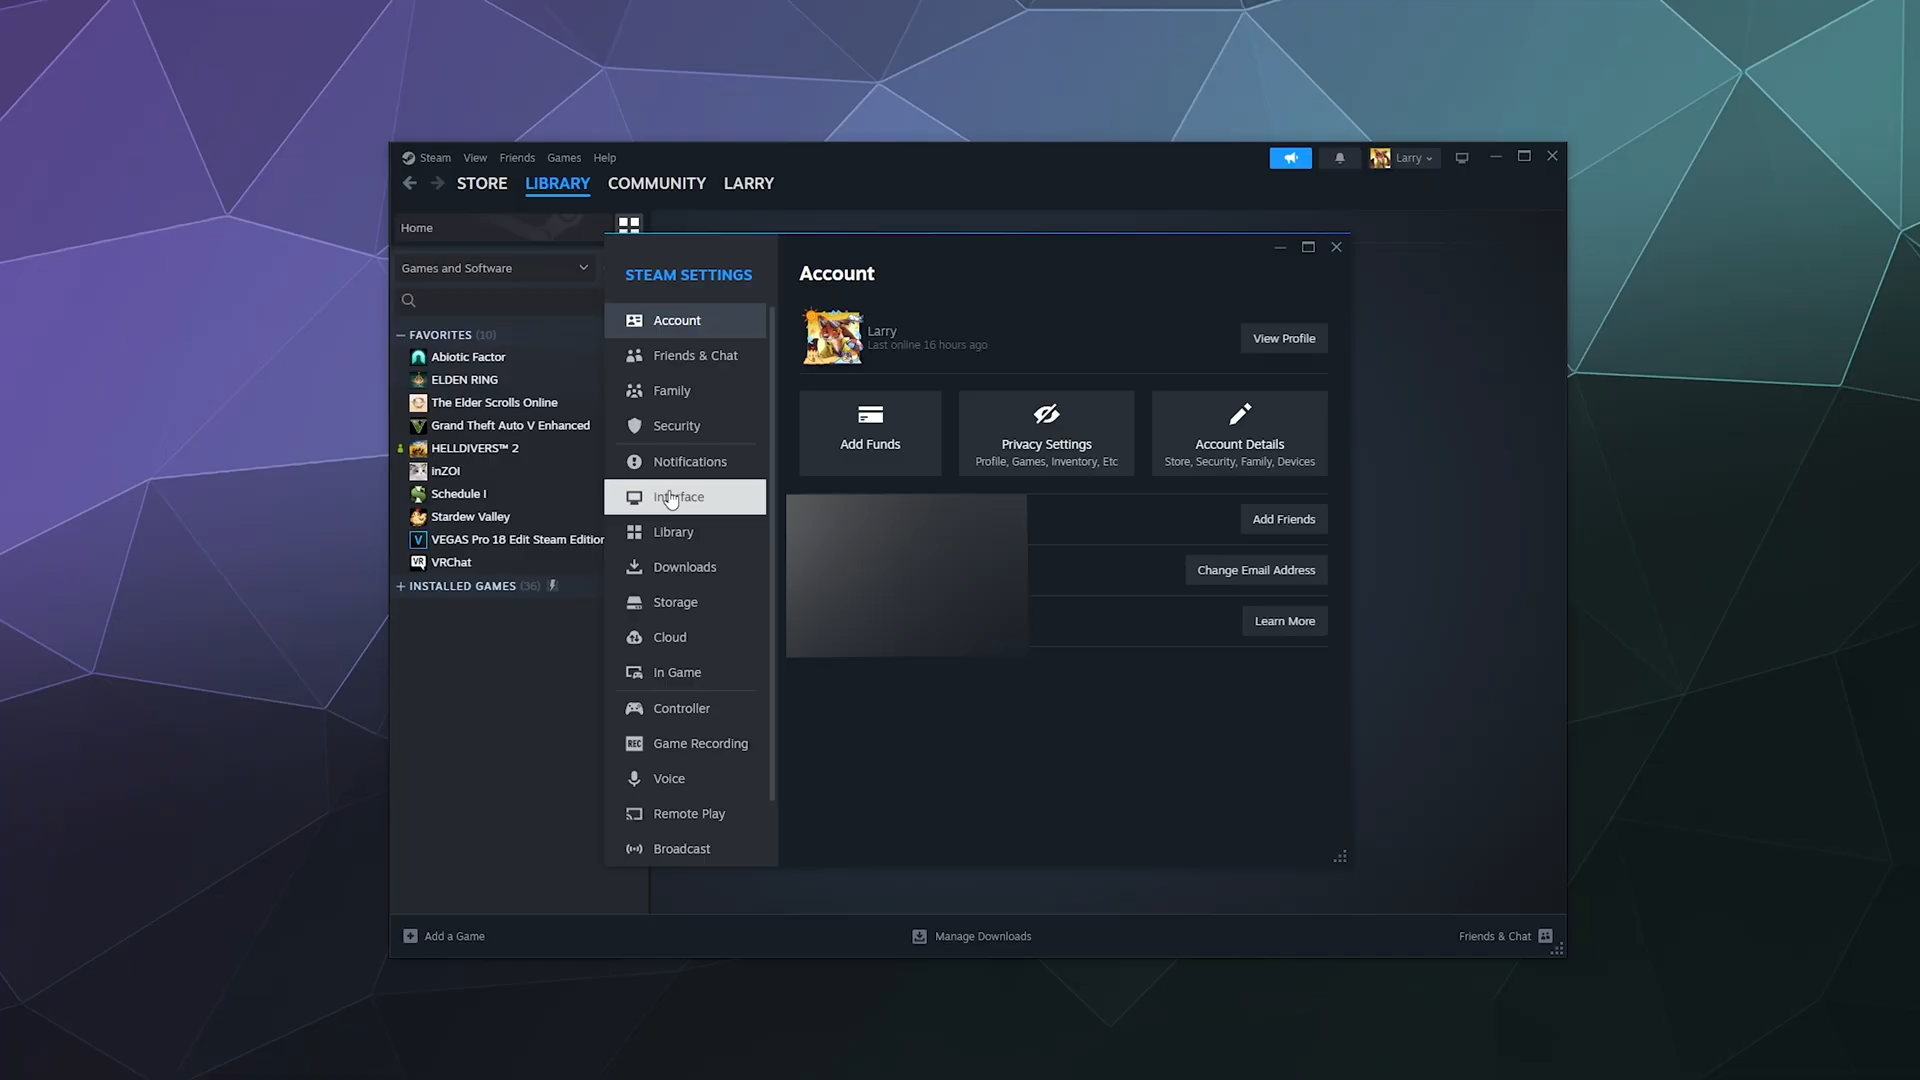 Steam View Friends Games Help
Larry
STORE LIBRARY COMMUNITY LARRY
Home
Games and Software
FAVORITES (10)
Abiotic Factor
ELDEN RING
The Elder Scrolls Online
Grand Theft Auto V Enhanced
HELLDIVERS™ 2
inZOI
Schedule I
Stardew Valley
VEGAS Pro 18 Edit Steam Edition
VRChat
INSTALLED GAMES (36)
STEAM SETTINGS
Account
Friends & Chat
Family
Security
Notifications
Interface
Library
Downloads
Storage
Cloud
In Game
Controller
REC Game Recording
Voice
Remote Play
Broadcast
Account
Larry
Last online 16 hours ago
View Profile
Add Funds
Privacy Settings
Profile, Games, Inventory, Etc
Account Details
Store, Security, Family, Devices
Add Friends
Change Email Address
Learn More
Add a Game
Manage Downloads
Friends & Chat